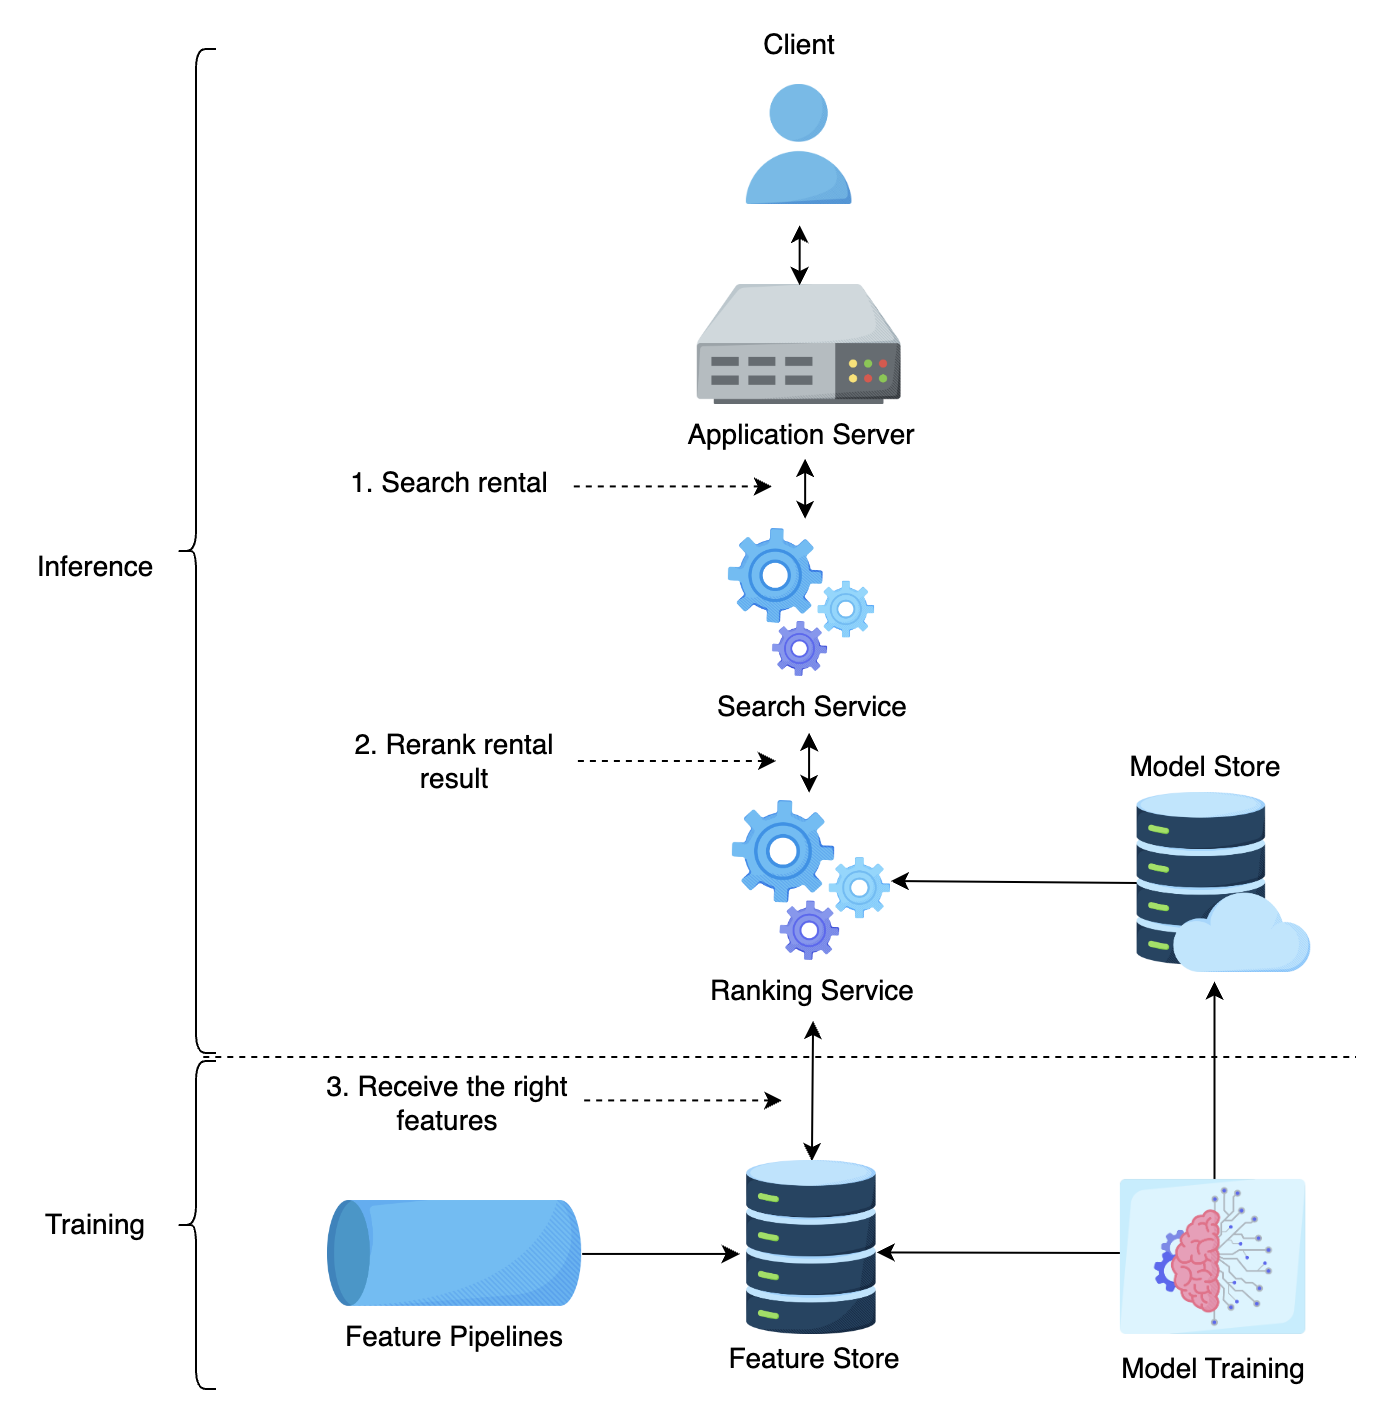 Client
Application Server
1. Search rental
Inference
Search Service
2. Rerank rental
result
Model Store
Ranking Service
3. Receive the right
features
Training
Feature Pipelines
Feature Store
Model Training